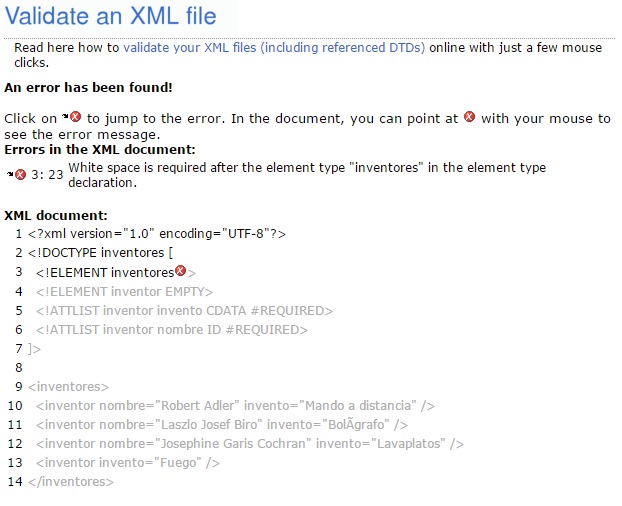 Validate an XML file
Read here how to validate your XML files (including referenced DTDs) online with just a few mouse
clicks.
An error has been found!
Click on to jump to the error. In the document, you can point at with your mouse to
see the error message.
Errors in the XML document:
3: 23 White space is required after the element type "inventores" in the element type
declaration.
XML document:
1 <?xml version="1.0" encoding="UTF-8"?>
2 <!DOCTYPE inventores [
3 <!ELEMENT inventores>
4 <!ELEMENT inventor EMPTY>
5 <!ATTLIST inventor invento CDATA #REQUIRED>
6 <!ATTLIST inventor nombre ID #REQUIRED>
7 ]>
8
9 <inventores>
10 <inventor nombre="Robert Adler" invento="Mando a distancia" />
11 <inventor nombre="Laszlo Josef Biro" invento="BolÃgrafo" />
12 <inventor nombre="Josephine Garis Cochran" invento="Lavaplatos" />
13 <inventor invento="Fuego" />
14 </inventores>